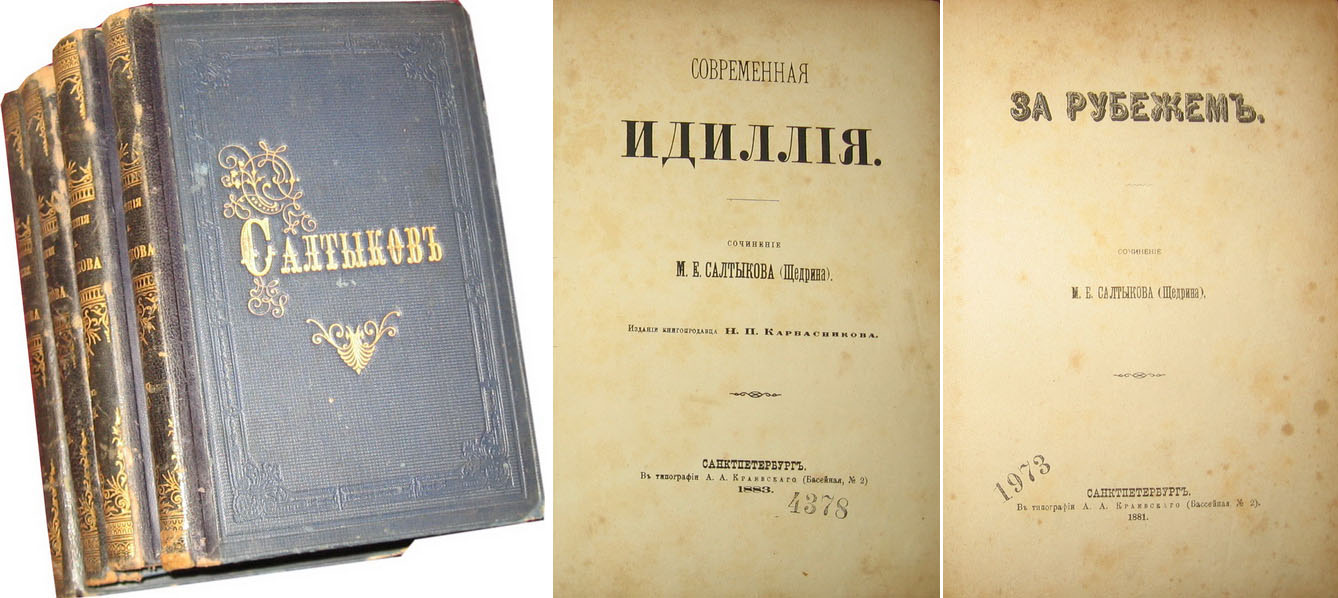 Салтыковъ
СОВРЕМЕННАЯ
ИДИЛЛІЯ.
СОЧИНЕНІЕ
М. Е. САЛТЫКОВА (Щедрина).
Изданіе книгопродавца Н. П. Карбасникова.
САНКТПЕТЕРБУРГЪ.
Въ типографіи А. А. Краевскаго (Басейная, № 2)
1883.
4378
ЗА РУБЕЖЕМЪ.
СОЧИНЕНІЕ
М. Е. САЛТЫКОВА (Щедрина).
1973
САНКТПЕТЕРБУРГЪ.
Въ типографіи А. А. Краевскаго (Бассейная, № 2).
1881.